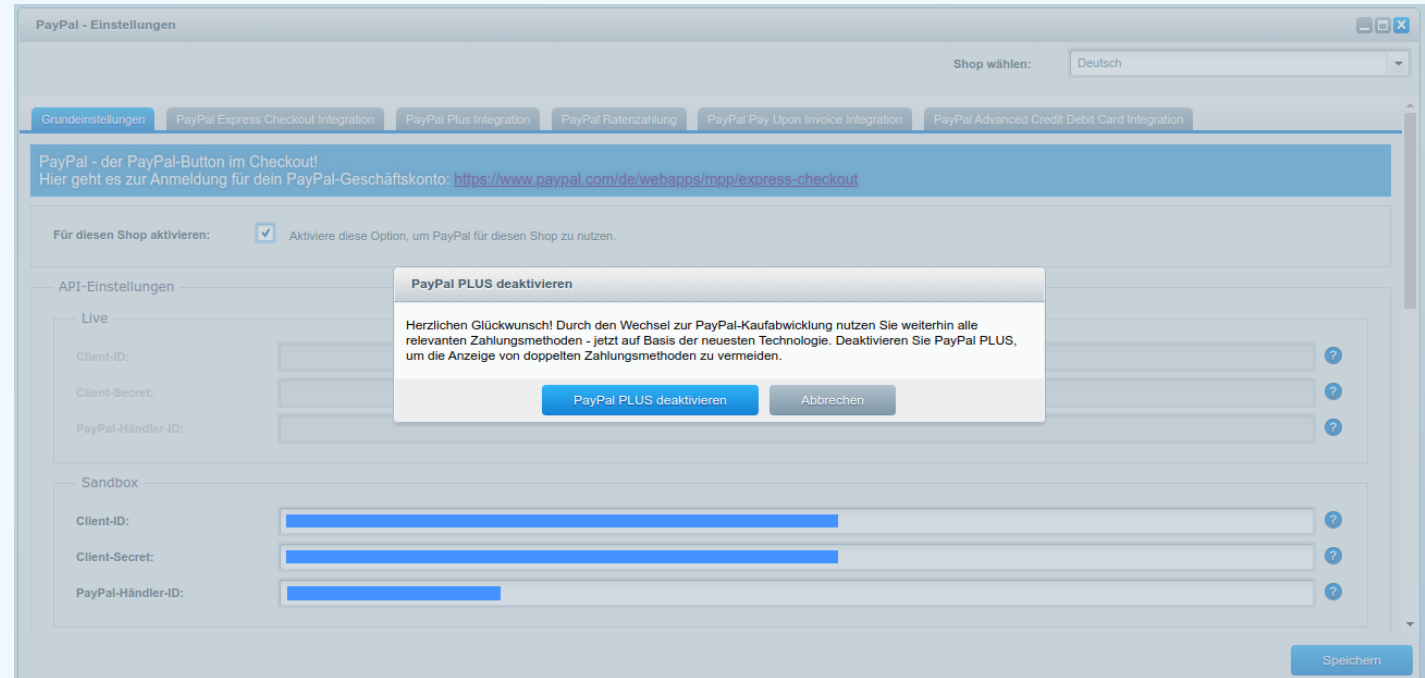 PayPal - Einstellungen
Shop wählen: Deutsch
Grundeinstellungen PayPal Express Checkout Integration PayPal Plus Integration PayPal Ratenzahlung PayPal Pay Upon Invoice Integration PayPal Advanced Credit Debit Card Integration
PayPal - der PayPal-Button im Checkout!
Hier geht es zur Anmeldung für dein PayPal-Geschäftskonto: https://www.paypal.com/de/webapps/mpp/express-checkout
Für diesen Shop aktivieren: Aktiviere diese Option, um PayPal für diesen Shop zu nutzen.
API-Einstellungen
Live
Client-ID:
Client-Secret:
PayPal-Händler-ID:
PayPal PLUS deaktivieren
Herzlichen Glückwunsch! Durch den Wechsel zur PayPal-Kaufabwicklung nutzen Sie weiterhin alle
relevanten Zahlungsmethoden - jetzt auf Basis der neuesten Technologie. Deaktivieren Sie PayPal PLUS,
um die Anzeige von doppelten Zahlungsmethoden zu vermeiden.
PayPal PLUS deaktivieren Abbrechen
Sandbox
Client-ID:
Client-Secret:
PayPal-Händler-ID:
Speichern